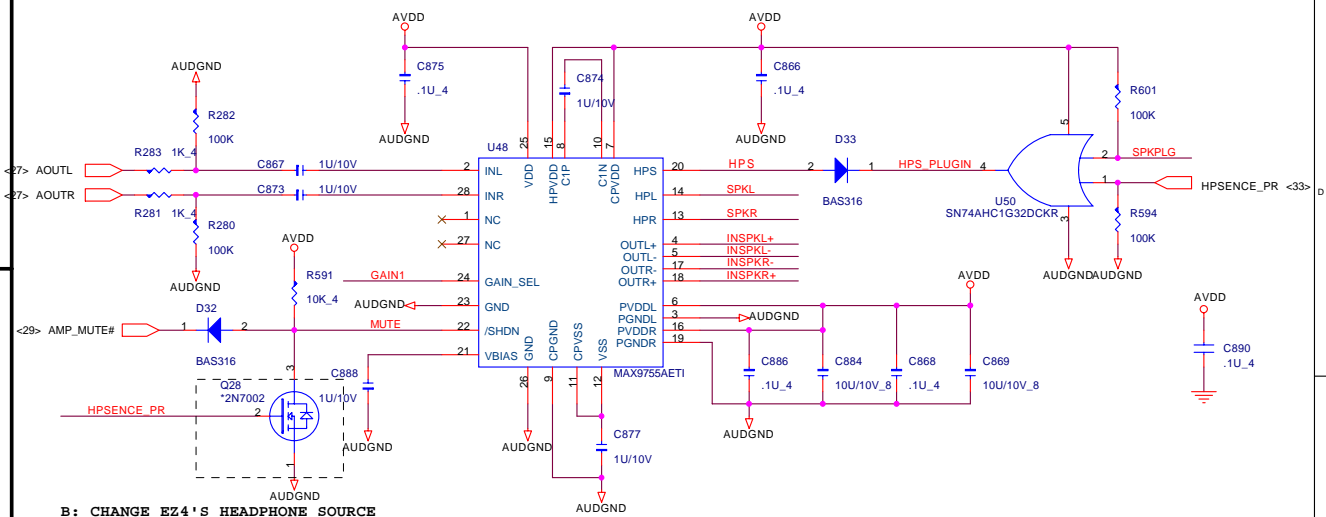 AVDD
AVDD
AUDGND
C875
.1U_4
AUDGND
C874
1U/10V
C866
.1U_4
AUDGND
R601
100K
R282
100K
R283 1K_4
<27> AOUTL
C867 1U/10V
<27> AOUTR
C873 1U/10V
R281 1K_4
R280
100K
AUDGND
U48
25 15 8 10 7
VDD HPVDD C1P C1N CPVDD
2 INL
28 INR
1 NC
27 NC
GAIN1 24 GAIN_SEL
AUDGND 23 GND
MUTE 22 /SHDN
21 VBIAS
GND CPGND CPVSS VSS
26 9 11 12
HPS 20 HPS
HPL 14 SPKL
HPR 13 SPKR
OUTL+ 4 INSPKL+
OUTL- 5 INSPKL-
OUTR- 17 INSPKR-
OUTR+ 18 INSPKR+
PVDDL 6
PGNDL 3 AUDGND
PVDDR 16
PGNDR 19
MAX9755AETI
D33
2 1
BAS316
HPS_PLUGIN 4
5
2 SPKPLG
1 HPSENCE_PR <33>
3
U50
SN74AHC1G32DCKR
R594
100K
AUDGND
AUDGND
D
AVDD
R591
10K_4
D32
<29> AMP_MUTE# 1 2
BAS316
3
Q28
*2N7002
HPSENCE_PR 2
1
AUDGND
C888
1U/10V
AUDGND
AUDGND
C877
1U/10V
AUDGND
AVDD
C886
.1U_4
C884
10U/10V_8
C868
.1U_4
C869
10U/10V_8
AUDGND
AVDD
C890
.1U_4
B: CHANGE EZ4'S HEADPHONE SOURCE